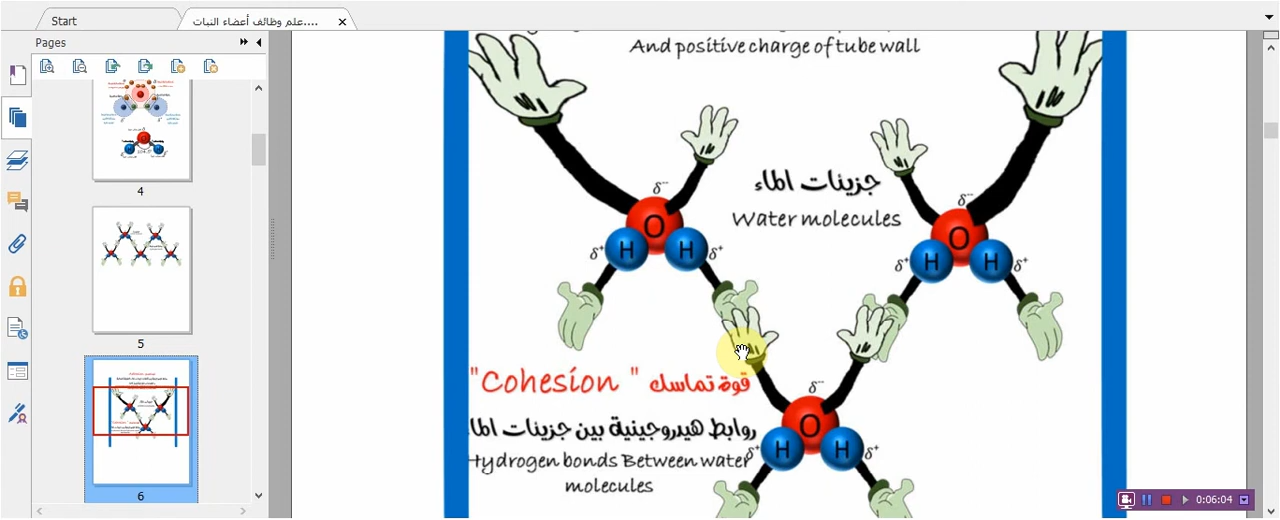 Start
علم وظائف أعضاء النبات....
Pages
And positive charge of tube wall
جزيئات الماء
Water molecules
δ--
O
H
H
δ+
δ+
δ--
O
H
H
δ+
δ+
"Cohesion " قوة تماسك
روابط هيدروجينية بين جزيئات الماء
Hydrogen bonds Between water
molecules
δ--
O
H
H
δ+
δ+
4
5
6
0:06:04